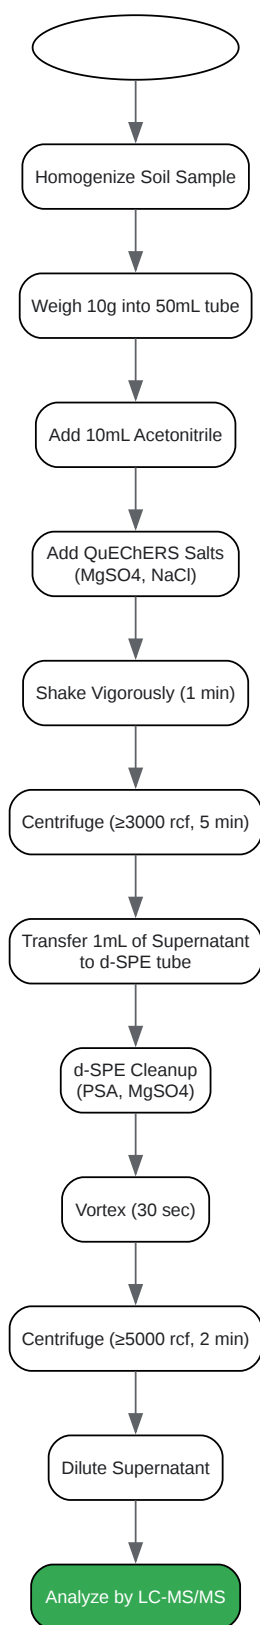 Homogenize Soil Sample
Weigh 10g into 50mL tube
Add 10mL Acetonitrile
Add QuEChERS Salts
(MgSO4, NaCl)
Shake Vigorously (1 min)
Centrifuge (≥3000 rcf, 5 min)
Transfer 1mL of Supernatant
to d-SPE tube
d-SPE Cleanup
(PSA, MgSO4)
Vortex (30 sec)
Centrifuge (≥5000 rcf, 2 min)
Dilute Supernatant
Analyze by LC-MS/MS